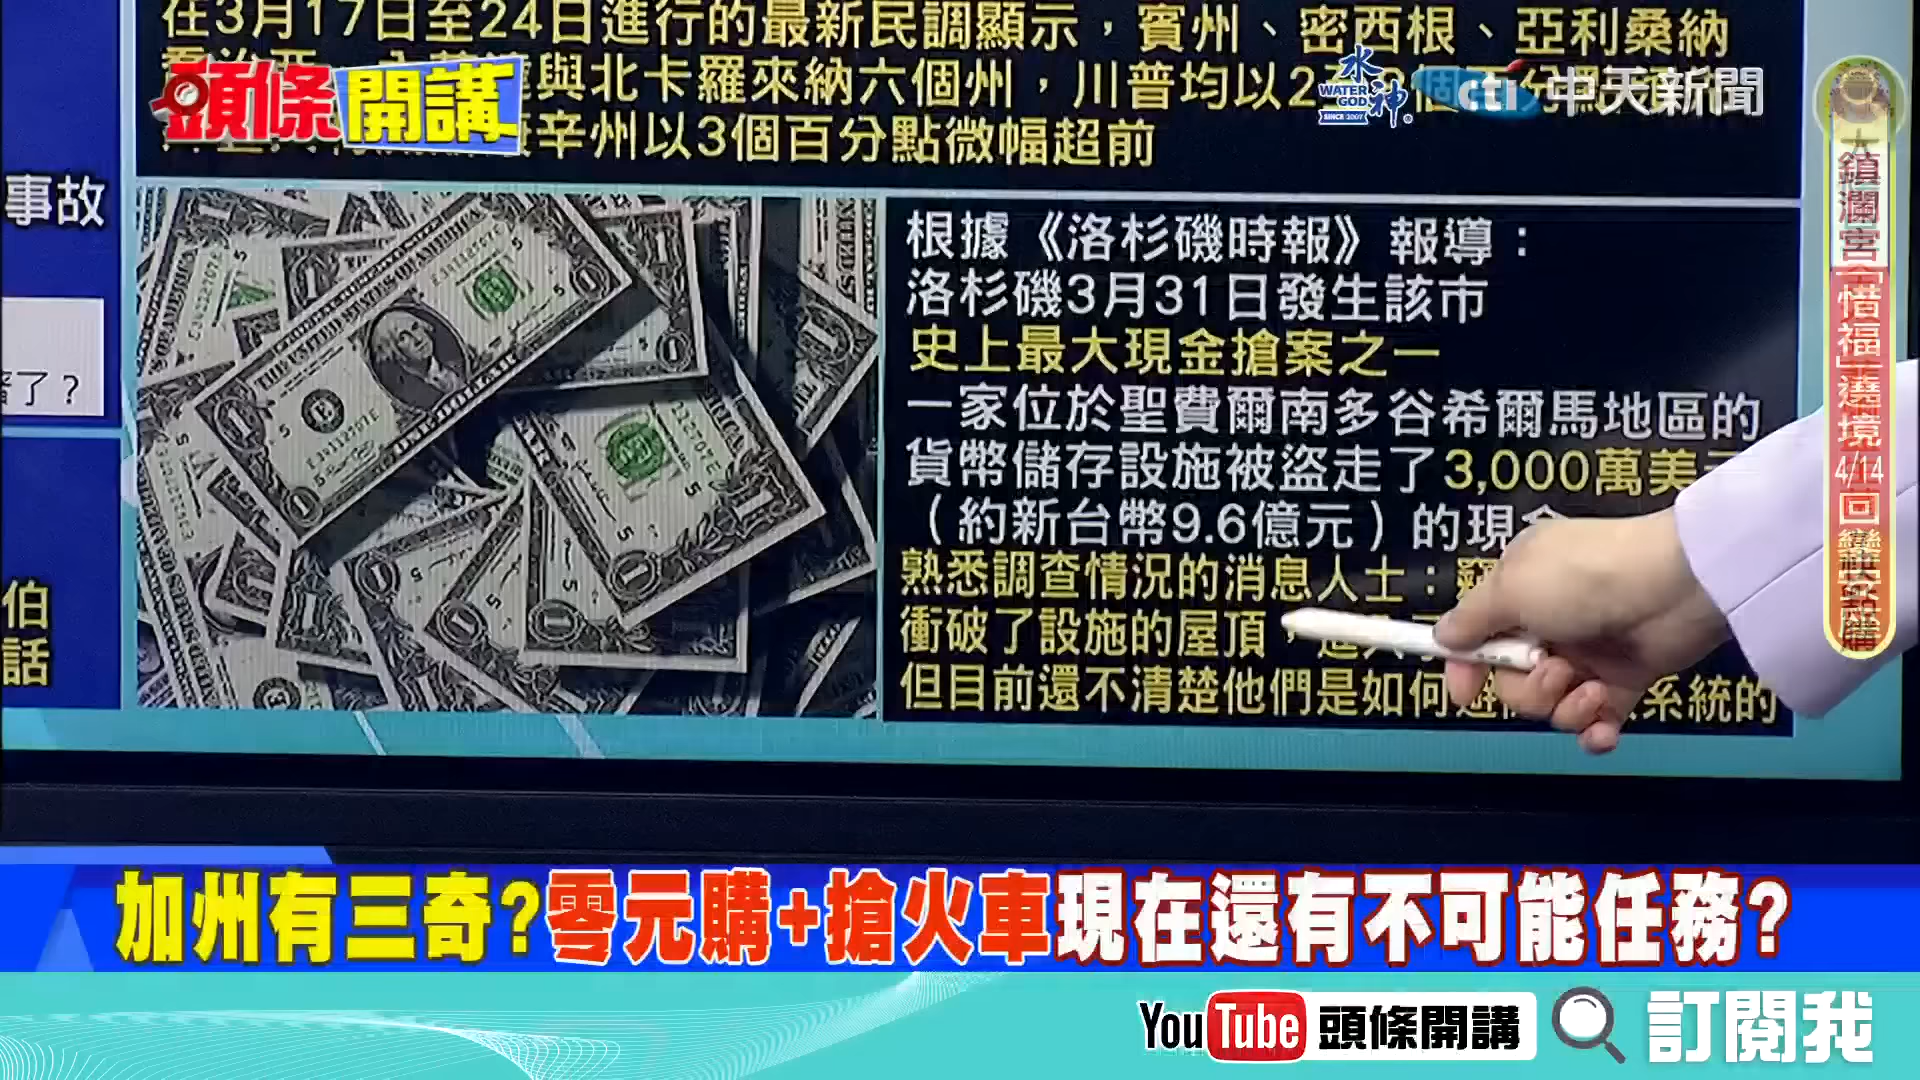 在3月17日至24日進行的最新民調顯示，賓州、密西根、亞利桑納
與北卡羅來納六個州，川普均以2
辛州以3個百分點微幅超前
頭條開講
水神
WATER GOD
SINCE 2007
cti 中天新聞
事故
了？
伯
話
根據《洛杉磯時報》報導：
洛杉磯3月31日發生該市
史上最大現金搶案之一
一家位於聖費爾南多谷希爾馬地區的
貨幣儲存設施被盜走了3,000萬美
（約新台幣9.6億元）的現
熟悉調查情況的消息人士：
衝破了設施的屋頂，
但目前還不清楚他們是如何 系統的
鎮瀾宮「惜福」遶境4/14回鑾
加州有三奇?零元購+搶火車現在還有不可能任務?
YouTube 頭條開講 訂閱我